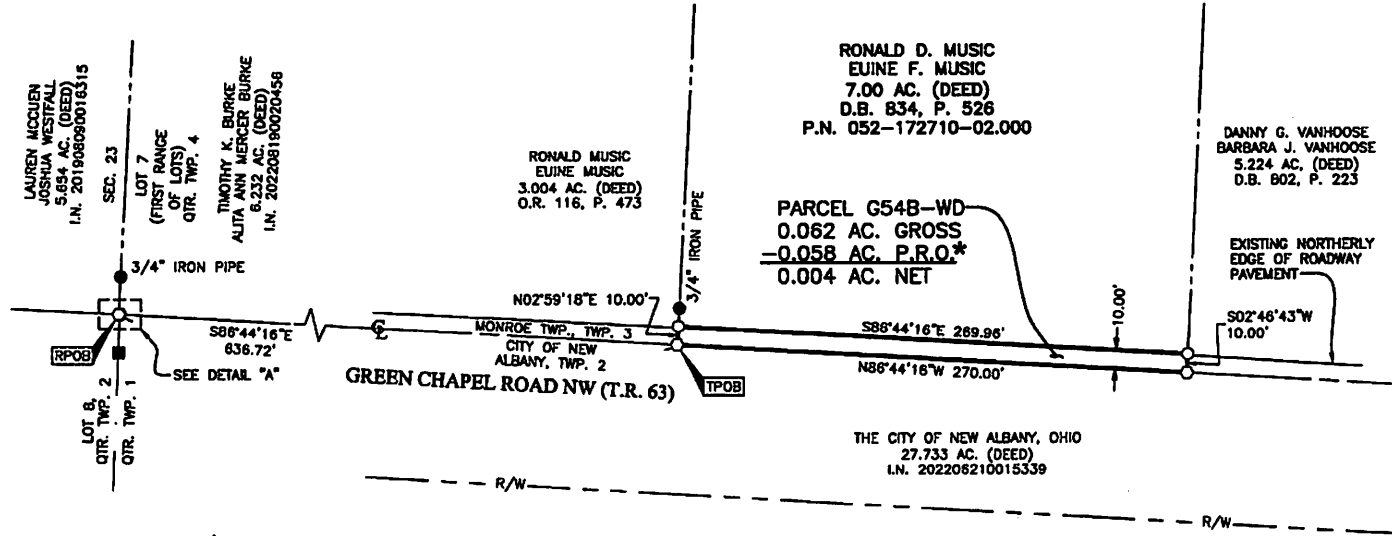 LAUREN MCCUEN
JOSHUA WESTFALL
5.654 AC. (DEED)
I.N. 201908090016315
SEC. 23
LOT 7
(FIRST RANGE
OF LOTS)
QTR. TWP. 4
TIMOTHY K. BURKE
ALITA ANN MERCER BURKE
6.232 AC. (DEED)
I.N. 202208190020456
3/4" IRON PIPE
RPOB
SEE DETAIL "A"
LOT 8,
QTR. TWP. 2
QTR. TWP. 1
S86°44'16"E
636.72'
RONALD MUSIC
EUINE MUSIC
3.004 AC. (DEED)
O.R. 116, P. 473
N02°59'18"E 10.00'
3/4" IRON PIPE
MONROE TWP., TWP. 3
CITY OF NEW
ALBANY, TWP. 2
GREEN CHAPEL ROAD NW (T.R. 63)
TPOB
RONALD D. MUSIC
EUINE F. MUSIC
7.00 AC. (DEED)
D.B. 834, P. 526
P.N. 052-172710-02.000
PARCEL G54B-WD
0.062 AC. GROSS
-0.058 AC. P.R.O.*
0.004 AC. NET
S86°44'16"E 269.96'
N86°44'16"W 270.00'
10.00'
DANNY G. VANHOOSE
BARBARA J. VANHOOSE
5.224 AC. (DEED)
D.B. 802, P. 223
EXISTING NORTHERLY
EDGE OF ROADWAY
PAVEMENT
S02°46'43"W
10.00'
THE CITY OF NEW ALBANY, OHIO
27.733 AC. (DEED)
I.N. 202206210015339
R/W
R/W